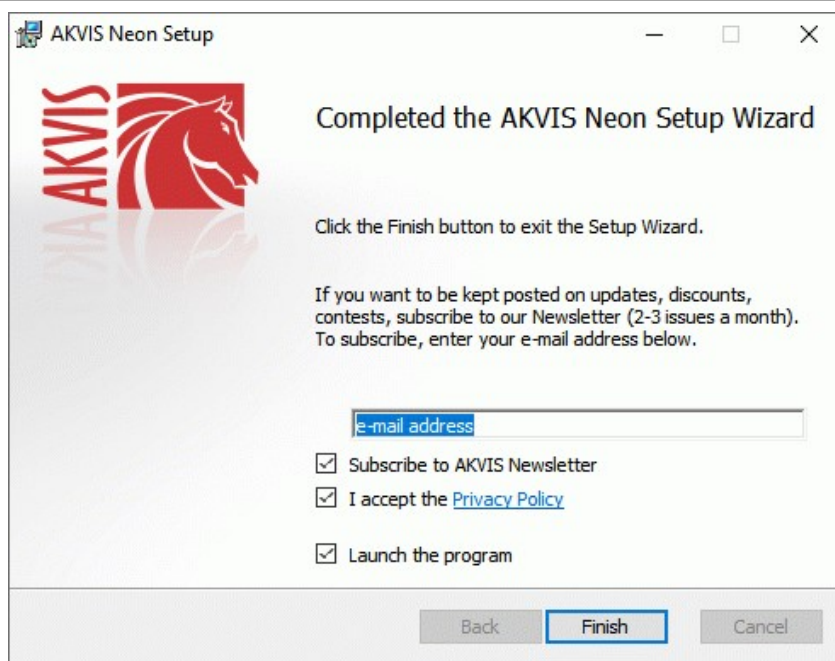 AKVIS Neon Setup
AKVIS
Completed the AKVIS Neon Setup Wizard
Click the Finish button to exit the Setup Wizard.
If you want to be kept posted on updates, discounts,
contests, subscribe to our Newsletter (2-3 issues a month).
To subscribe, enter your e-mail address below.
e-mail address
Subscribe to AKVIS Newsletter
I accept the Privacy Policy
Launch the program
Back Finish Cancel